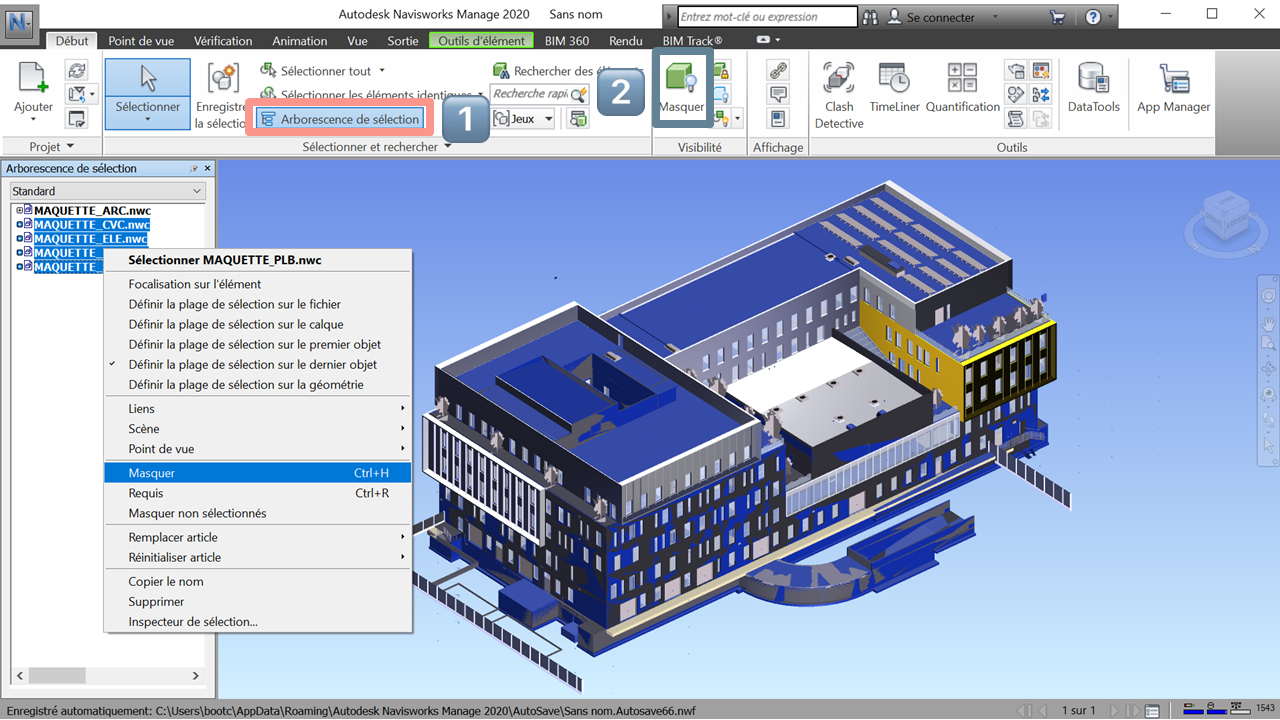 Autodesk Navisworks Manage 2020 Sans nom
Entrez mot-clé ou expression
Se connecter
Début Point de vue Vérification Animation Vue Sortie Outils d'élément BIM 360 Rendu BIM Track®
Ajouter
Projet
Sélectionner
Enregistre
la sélection
Sélectionner tout
Sélectionner les éléments identiques
Arborescence de sélection
1
Rechercher des élé
Recherche rapi
Jeux
Sélectionner et rechercher
2
Masquer
Visibilité
Affichage
Clash
Detective
TimeLiner
Quantification
Outils
DataTools
App Manager
Arborescence de sélection
Standard
MAQUETTE_ARC.nwc
MAQUETTE_CVC.nwc
MAQUETTE_ELE.nwc
MAQUETTE_
MAQUETTE_
Sélectionner MAQUETTE_PLB.nwc
Focalisation sur l'élément
Définir la plage de sélection sur le fichier
Définir la plage de sélection sur le calque
Définir la plage de sélection sur le premier objet
Définir la plage de sélection sur le dernier objet
Définir la plage de sélection sur la géométrie
Liens
Scène
Point de vue
Masquer Ctrl+H
Requis Ctrl+R
Masquer non sélectionnés
Remplacer article
Réinitialiser article
Copier le nom
Supprimer
Inspecteur de sélection...
Enregistré automatiquement: C:\Users\bootc\AppData\Roaming\Autodesk Navisworks Manage 2020\AutoSave\Sans nom.Autosave66.nwf
1 sur 1
1543